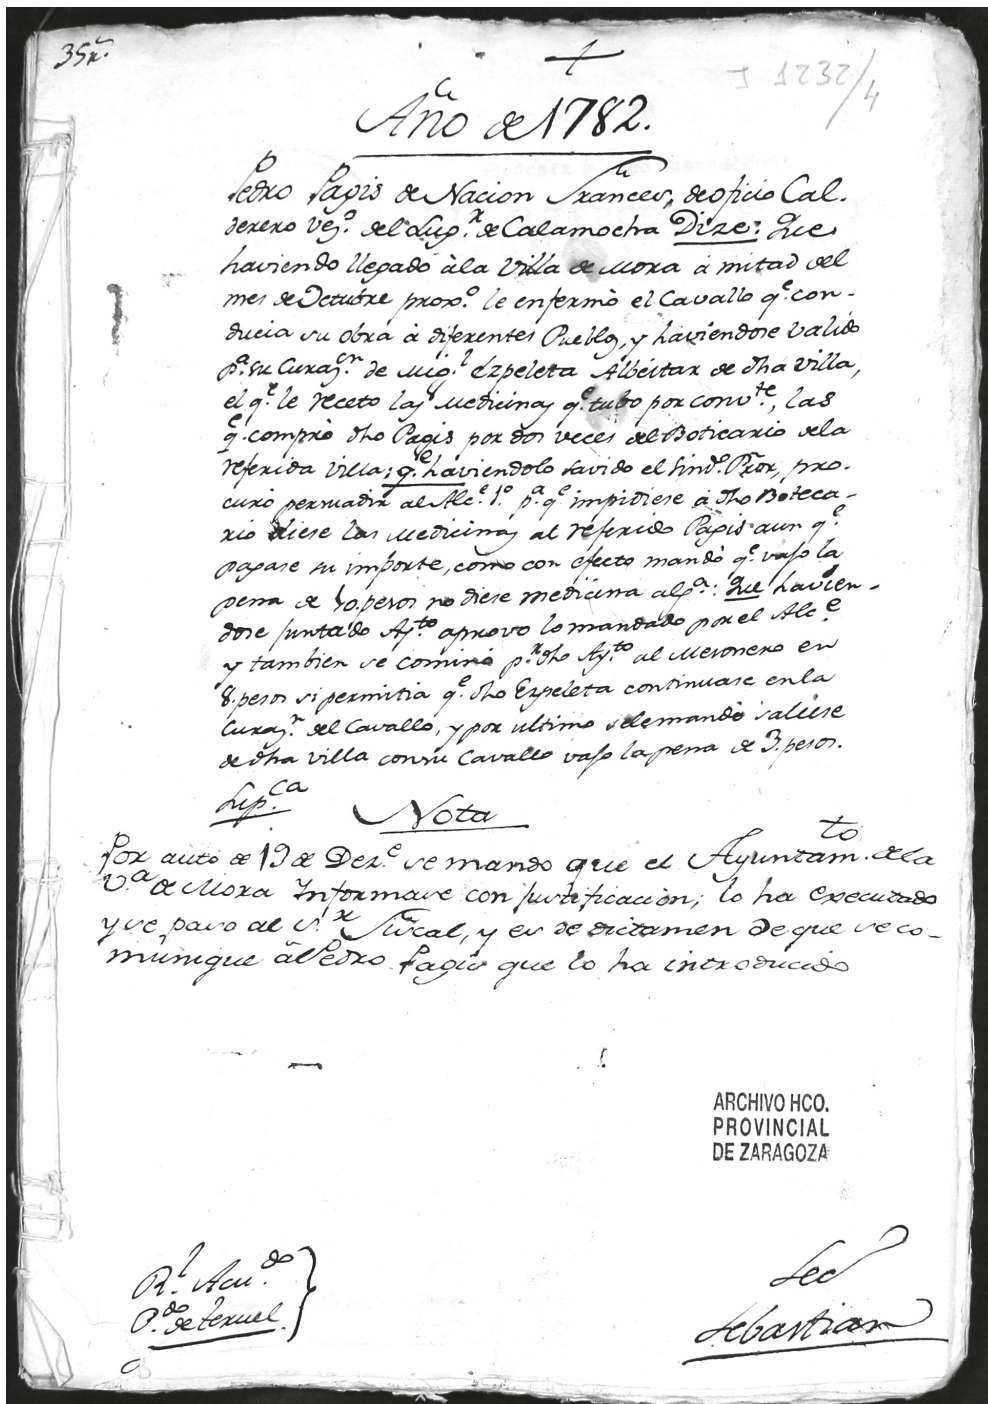 35r.
+
J 1232/4
Año de 1782.
Pedro Pagis de Nacion Frances, de oficio Cal-
derero veg.º del Lug.r de Calamocha Dize: Que
haviendo llegado à la Villa de Mora à mitad del
mes de Octubre prox.º le enfermò el Cavallo q.e con-
ducia su obra à diferentes Pueblos, y haviendose valido
p.a su Curaz.n de Mig.l Ezpeleta Albeitar de dha villa,
el q.e le receto las Medicinas q.e tubo por conv.te, las
q.e comprò dho Pagis por dos veces del Boticario de la
referida villa; q.e haviendolo savido el Sind.º Pror, pro-
curò persuadir al Alc.e 1.º p.a q.e impidiese à dho Boteca-
rio diese las Medicinas al referido Pagis aun q.e
pagase su importe, como con efecto mandò q.e vajo la
pena de 50 pesos no diese medicina alg.a: Que havien-
dose juntado Ay.to aprovo lo mandado por el Alc.e
y tambien se cominò p.r dho Ay.to al Mesonero en
8. pesos si permitia q.e dho Ezpeleta continuase en la
Curaz.n del Cavallo, y por ultimo se le mandò saliese
de dha villa con su Cavallo vajo la pena de 3. pesos.
Sup.ca
Nota
Por auto de 19 de Dez.e se mando que el Ayuntam.to de la
V.a de Mora Informase con justificacion; lo ha executado
y se paso al S.r Fiscal, y es de dictamen de que se co-
munique à Pedro Pagis que lo ha introducido
ARCHIVO HCO.
PROVINCIAL
DE ZARAGOZA
R.l Acu.do
P.do de Teruel.
Sec
Sebastian